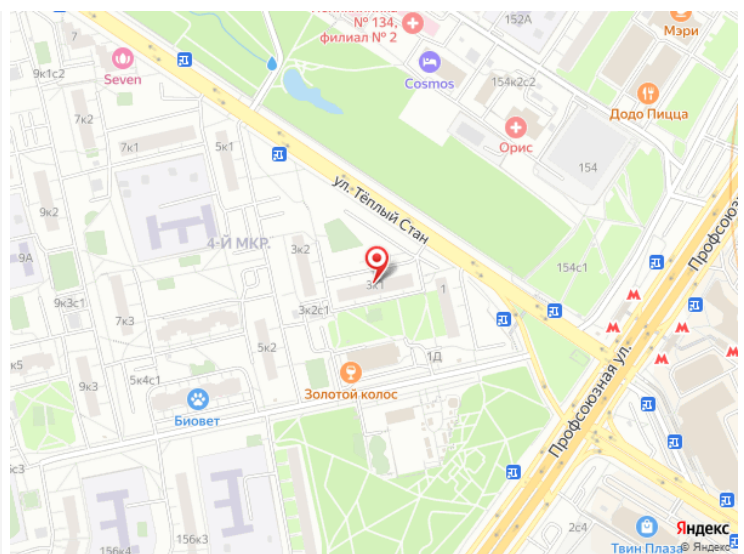 № 134,
филиал № 2
152А
Мэри
7
9к1с2
Seven
Cosmos
154к2с2
Додо Пицца
7к2
Орис
7к1
5к1
154
ул. Тёплый Стан
9к2
Профсоюзная
4-Й МКР.
3к2
9А
154с1
3к1
1
9к3с1
3к2с1
7к3
5к2
1Д
к5
9к3
5к4с1
Золотой колос
Профсоюзная ул.
Биовет
6с3
2с4
Яндекс
156к3
Твин Плаза
156к4
© Яндекс